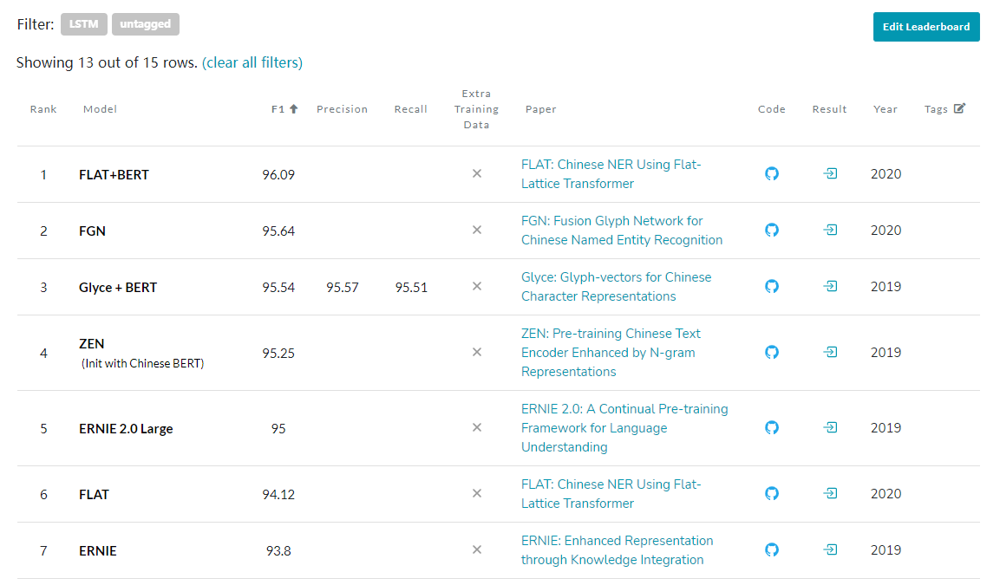 Filter: LSTM untagged
Edit Leaderboard
Showing 13 out of 15 rows. (clear all filters)
Rank Model F1 Precision Recall Extra Training Data Paper Code Result Year Tags
1 FLAT+BERT 96.09 FLAT: Chinese NER Using Flat-
Lattice Transformer 2020
2 FGN 95.64 FGN: Fusion Glyph Network for
Chinese Named Entity Recognition 2020
3 Glyce + BERT 95.54 95.57 95.51 Glyce: Glyph-vectors for Chinese
Character Representations 2019
4 ZEN
(Init with Chinese BERT) 95.25 ZEN: Pre-training Chinese Text
Encoder Enhanced by N-gram
Representations 2019
5 ERNIE 2.0 Large 95 ERNIE 2.0: A Continual Pre-training
Framework for Language
Understanding 2019
6 FLAT 94.12 FLAT: Chinese NER Using Flat-
Lattice Transformer 2020
7 ERNIE 93.8 ERNIE: Enhanced Representation
through Knowledge Integration 2019